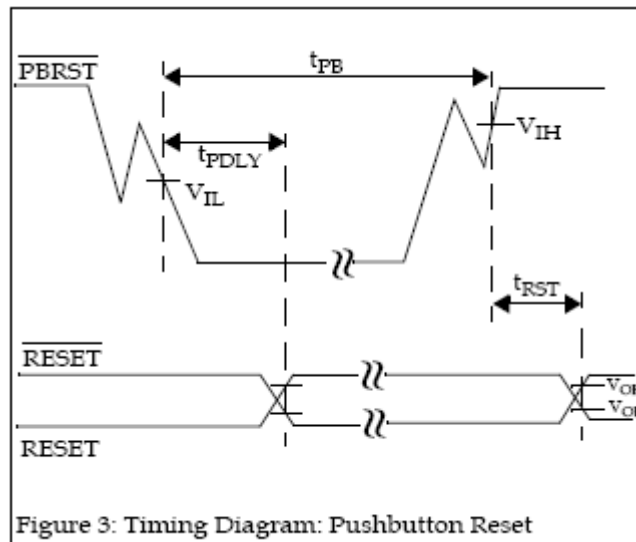 PBRST
tPB
tPDLY
VIL
VIH
tRST
RESET
RESET
Figure 3: Timing Diagram: Pushbutton Reset